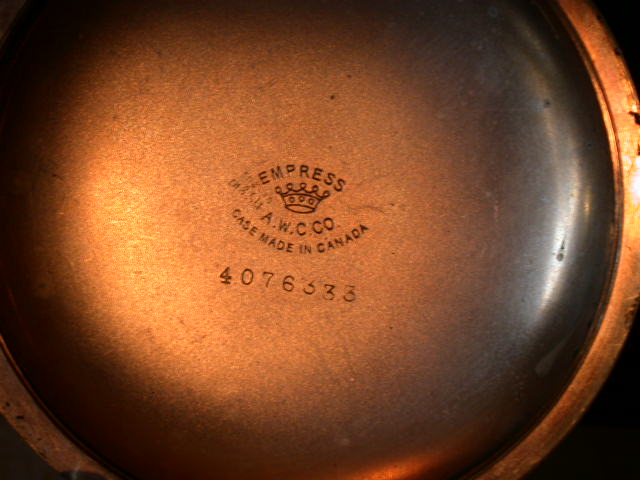 EMPRESS
A.W.C.CO.
CASE MADE IN CANADA
4076333